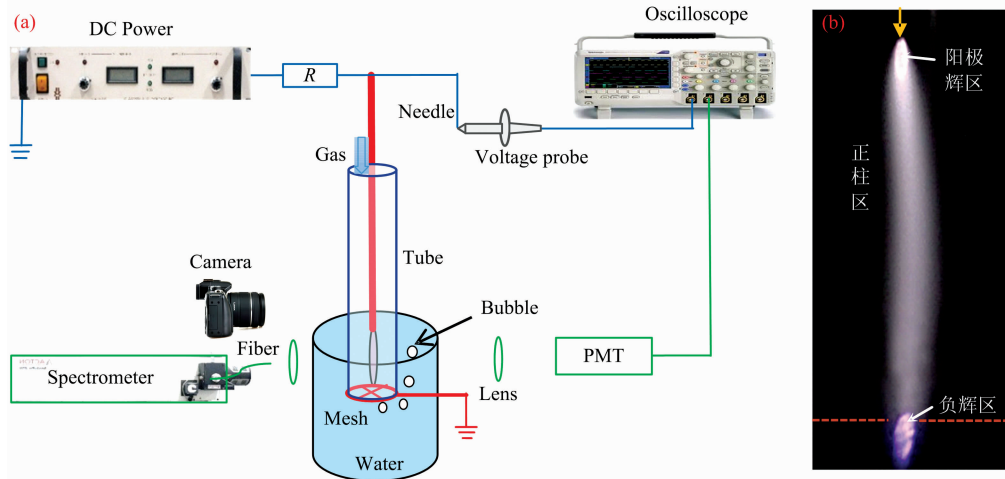 (a)
DC Power
R
Oscilloscope
Needle
Voltage probe
Gas
Tube
Camera
Bubble
Fiber
Spectrometer
PMT
Lens
Mesh
Water
(b)
阳极
辉区
正
柱
区
负辉区